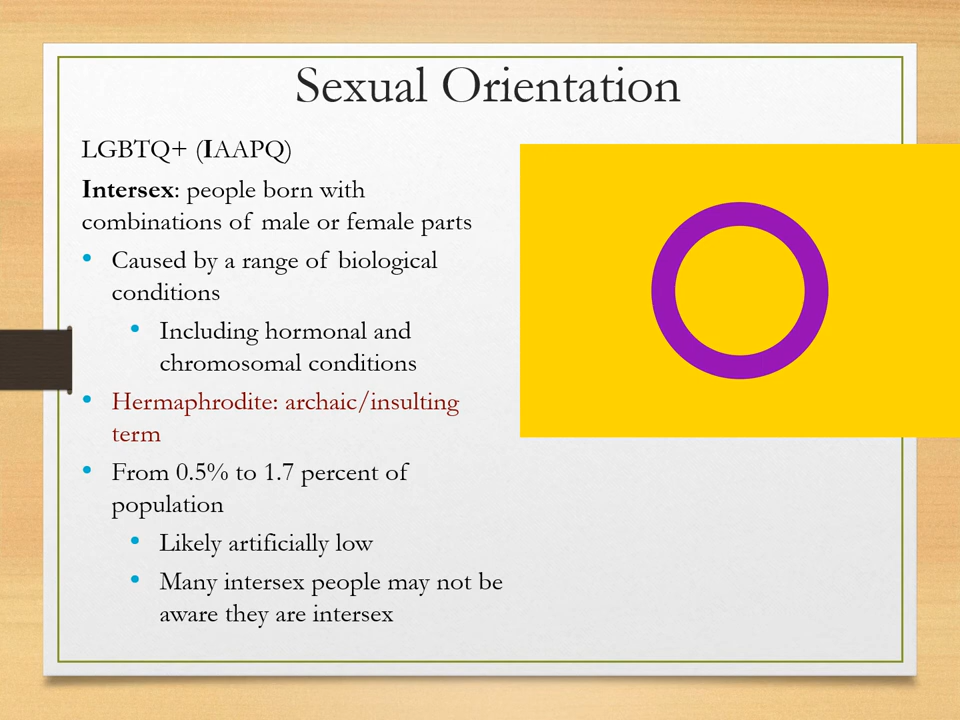 Sexual Orientation
LGBTQ+ (IAAPQ)
Intersex: people born with
combinations of male or female parts
• Caused by a range of biological
conditions
• Including hormonal and
chromosomal conditions
• Hermaphrodite: archaic/insulting
term
• From 0.5% to 1.7 percent of
population
• Likely artificially low
• Many intersex people may not be
aware they are intersex